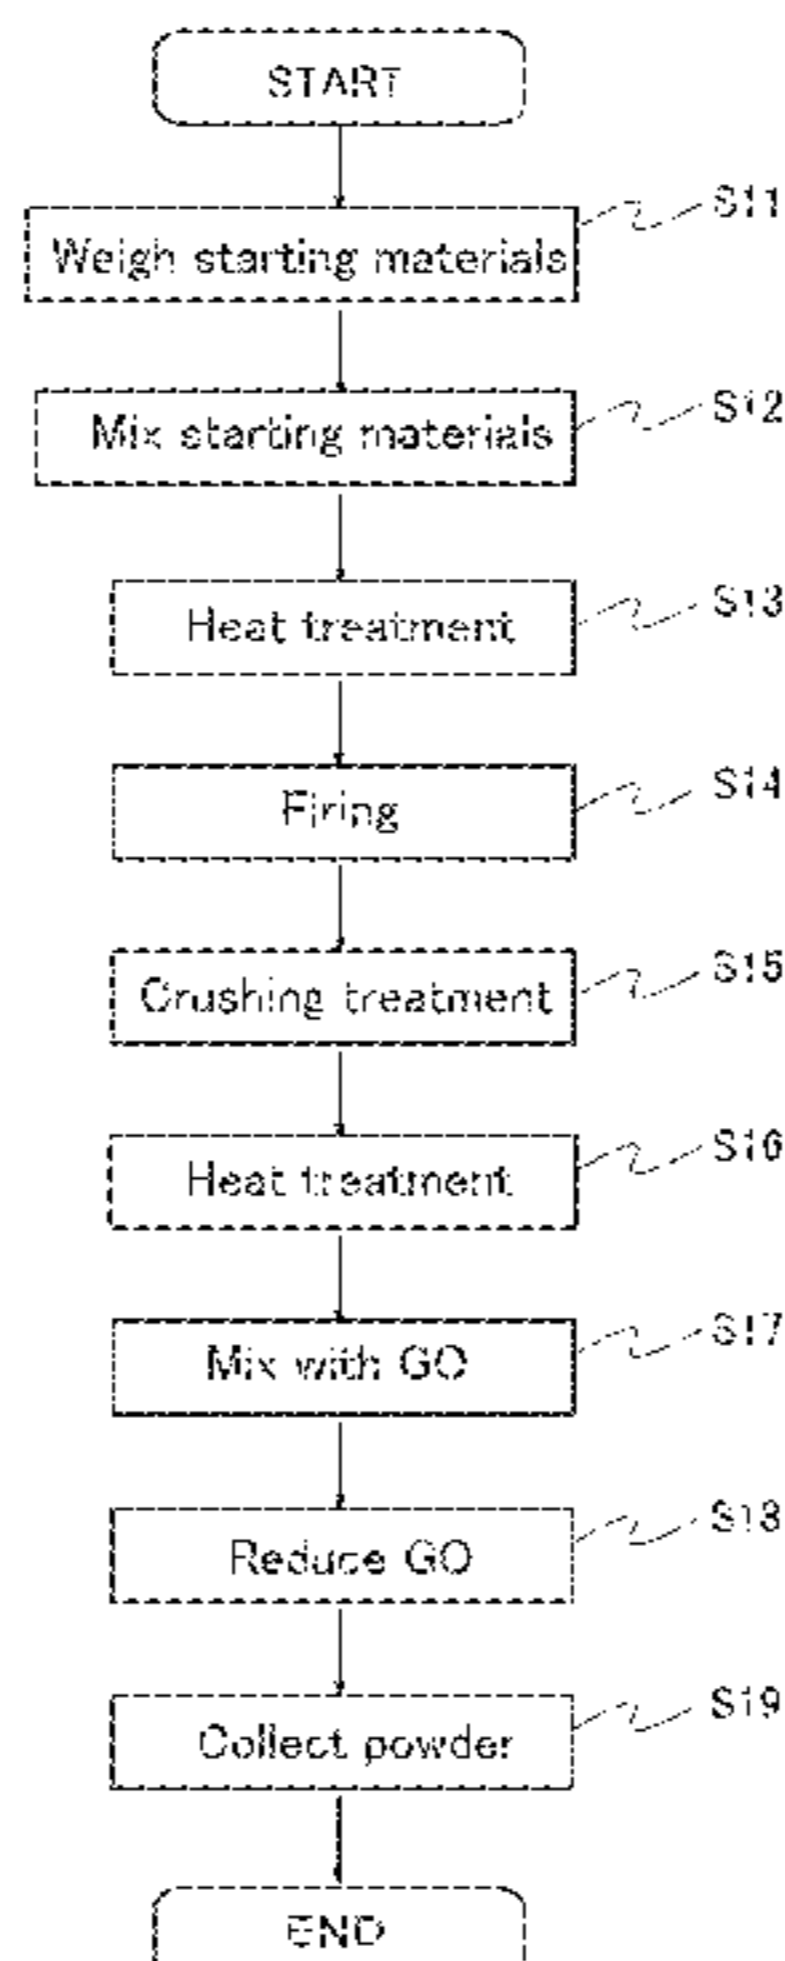 START
Weigh starting materials
S11
Mix starting materials
S12
Heat treatment
S13
Firing
S14
Crushing treatment
S15
Heat treatment
S16
Mix with GO
S17
Reduce GO
S18
Collect powder
S19
END